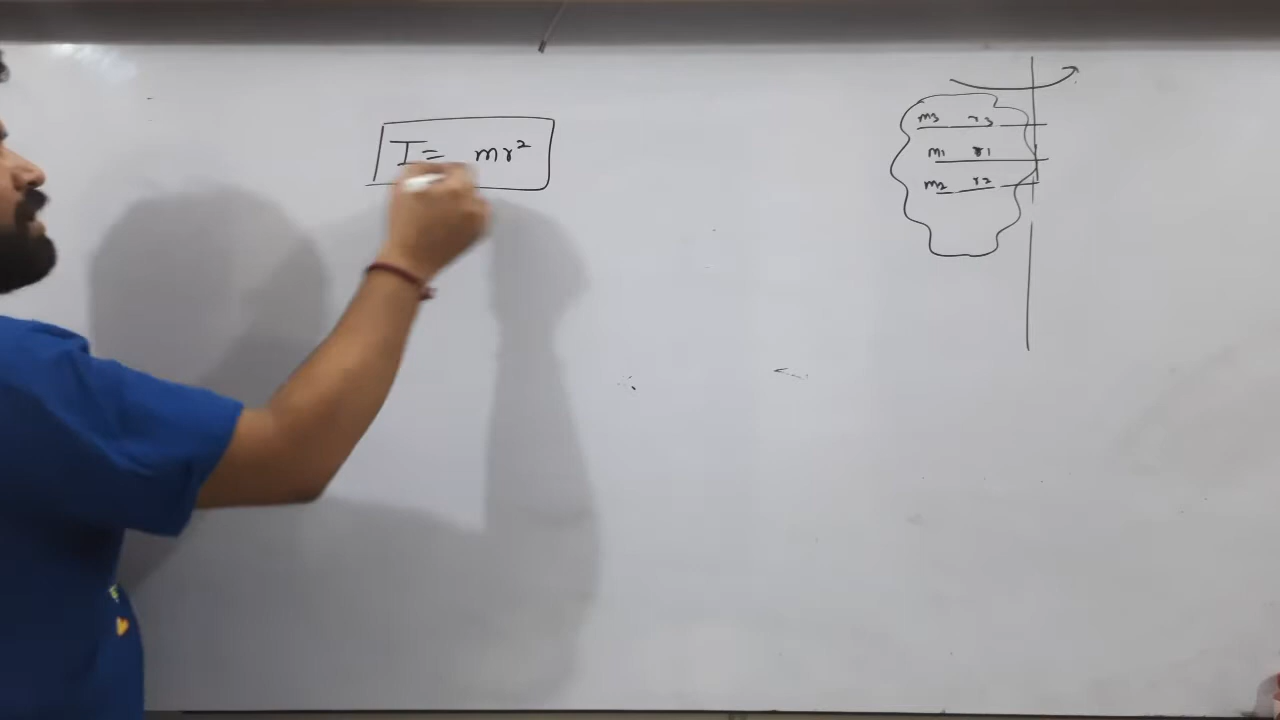 I = mr²
m3 r3
m1 r1
m2 r2